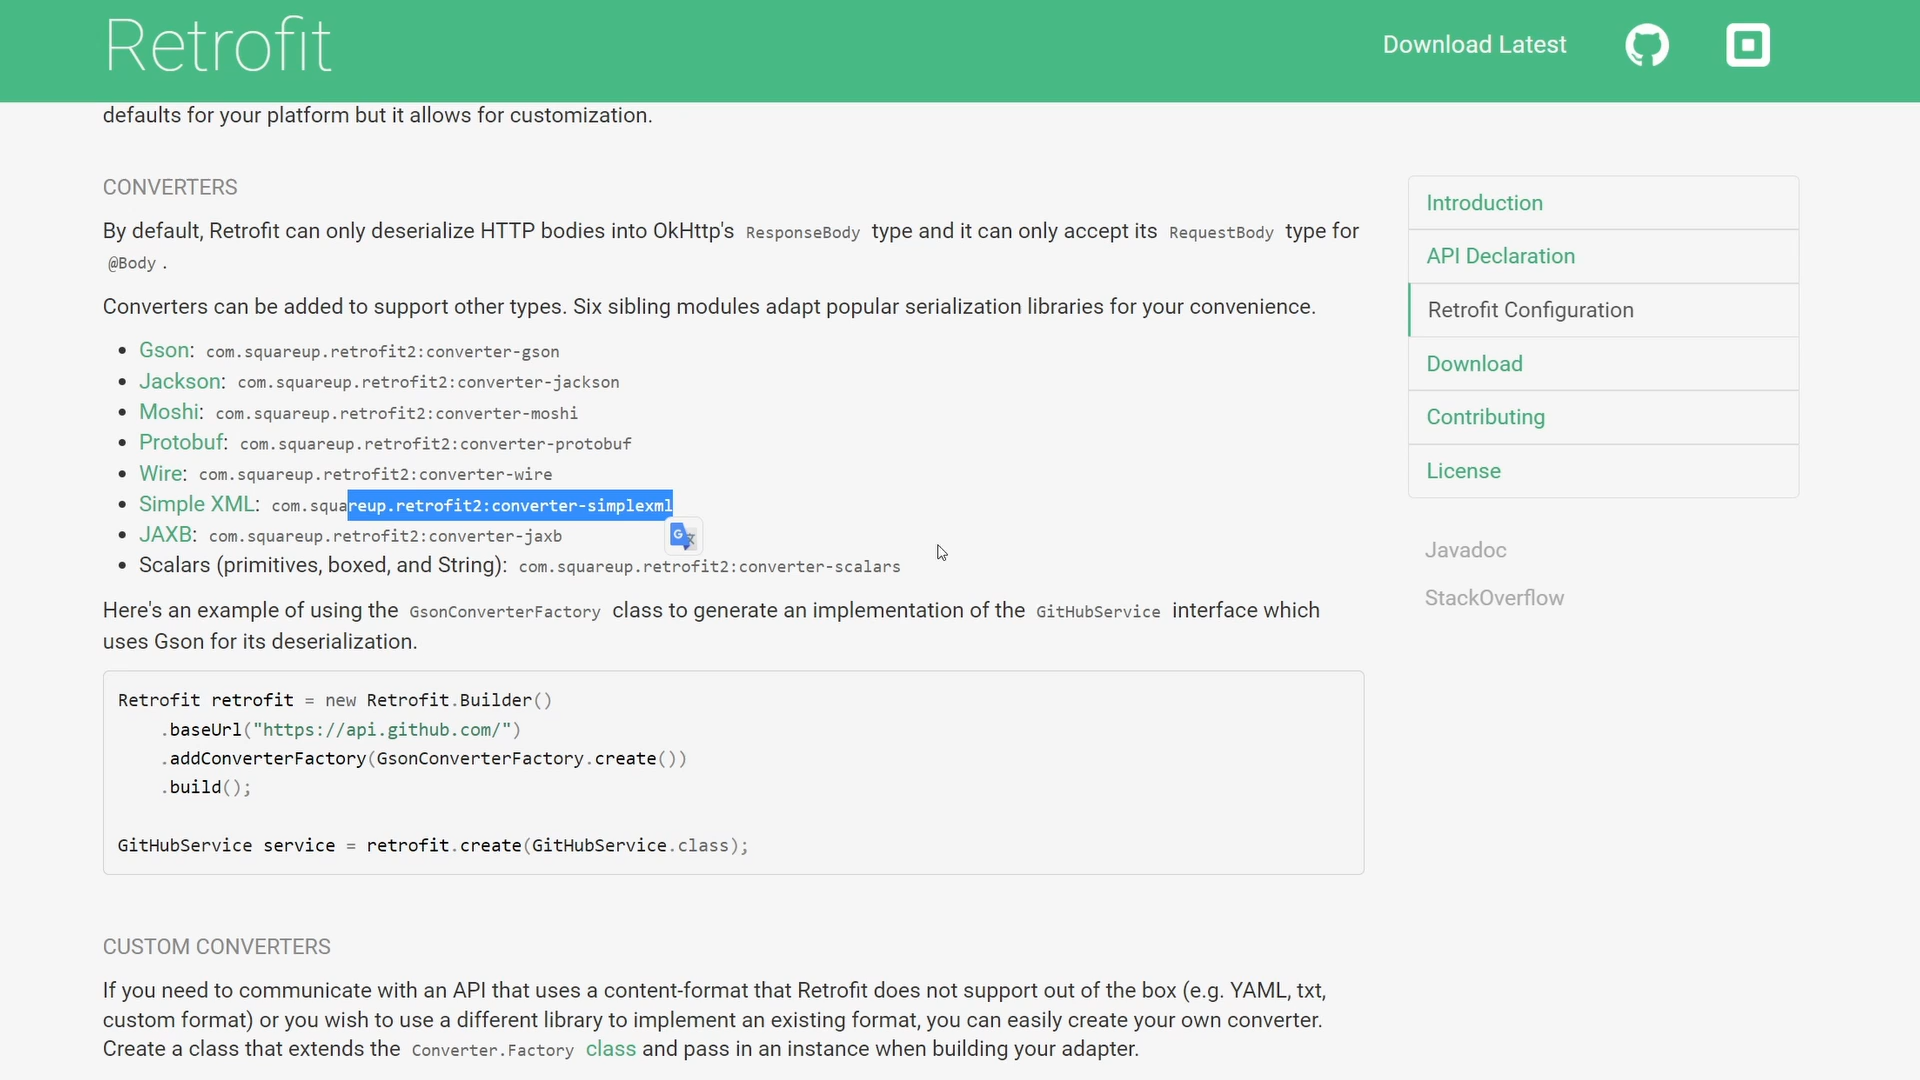 Retrofit
Download Latest
defaults for your platform but it allows for customization.
CONVERTERS
By default, Retrofit can only deserialize HTTP bodies into OkHttp's ResponseBody type and it can only accept its RequestBody type for
@Body .
Converters can be added to support other types. Six sibling modules adapt popular serialization libraries for your convenience.
Gson: com.squareup.retrofit2:converter-gson
Jackson: com.squareup.retrofit2:converter-jackson
Moshi: com.squareup.retrofit2:converter-moshi
Protobuf: com.squareup.retrofit2:converter-protobuf
Wire: com.squareup.retrofit2:converter-wire
Simple XML: com.squareup.retrofit2:converter-simplexml
JAXB: com.squareup.retrofit2:converter-jaxb
Scalars (primitives, boxed, and String): com.squareup.retrofit2:converter-scalars
Here's an example of using the GsonConverterFactory class to generate an implementation of the GitHubService interface which
uses Gson for its deserialization.
Retrofit retrofit = new Retrofit.Builder()
    .baseUrl("https://api.github.com/")
    .addConverterFactory(GsonConverterFactory.create())
    .build();
GitHubService service = retrofit.create(GitHubService.class);
CUSTOM CONVERTERS
If you need to communicate with an API that uses a content-format that Retrofit does not support out of the box (e.g. YAML, txt,
custom format) or you wish to use a different library to implement an existing format, you can easily create your own converter.
Create a class that extends the Converter.Factory class and pass in an instance when building your adapter.
Introduction
API Declaration
Retrofit Configuration
Download
Contributing
License
Javadoc
StackOverflow